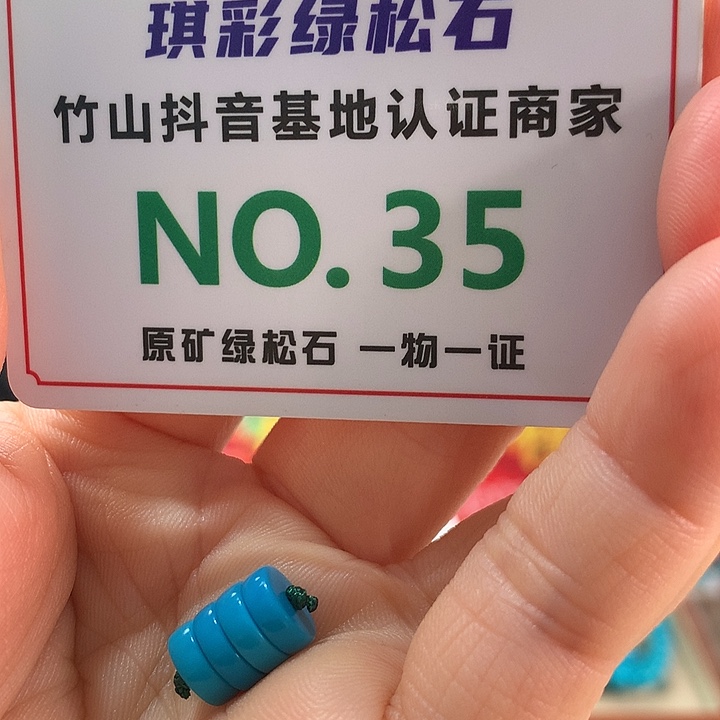 琪彩绿松石
竹山抖音基地认证商家
NO.35
原矿绿松石 一物一证